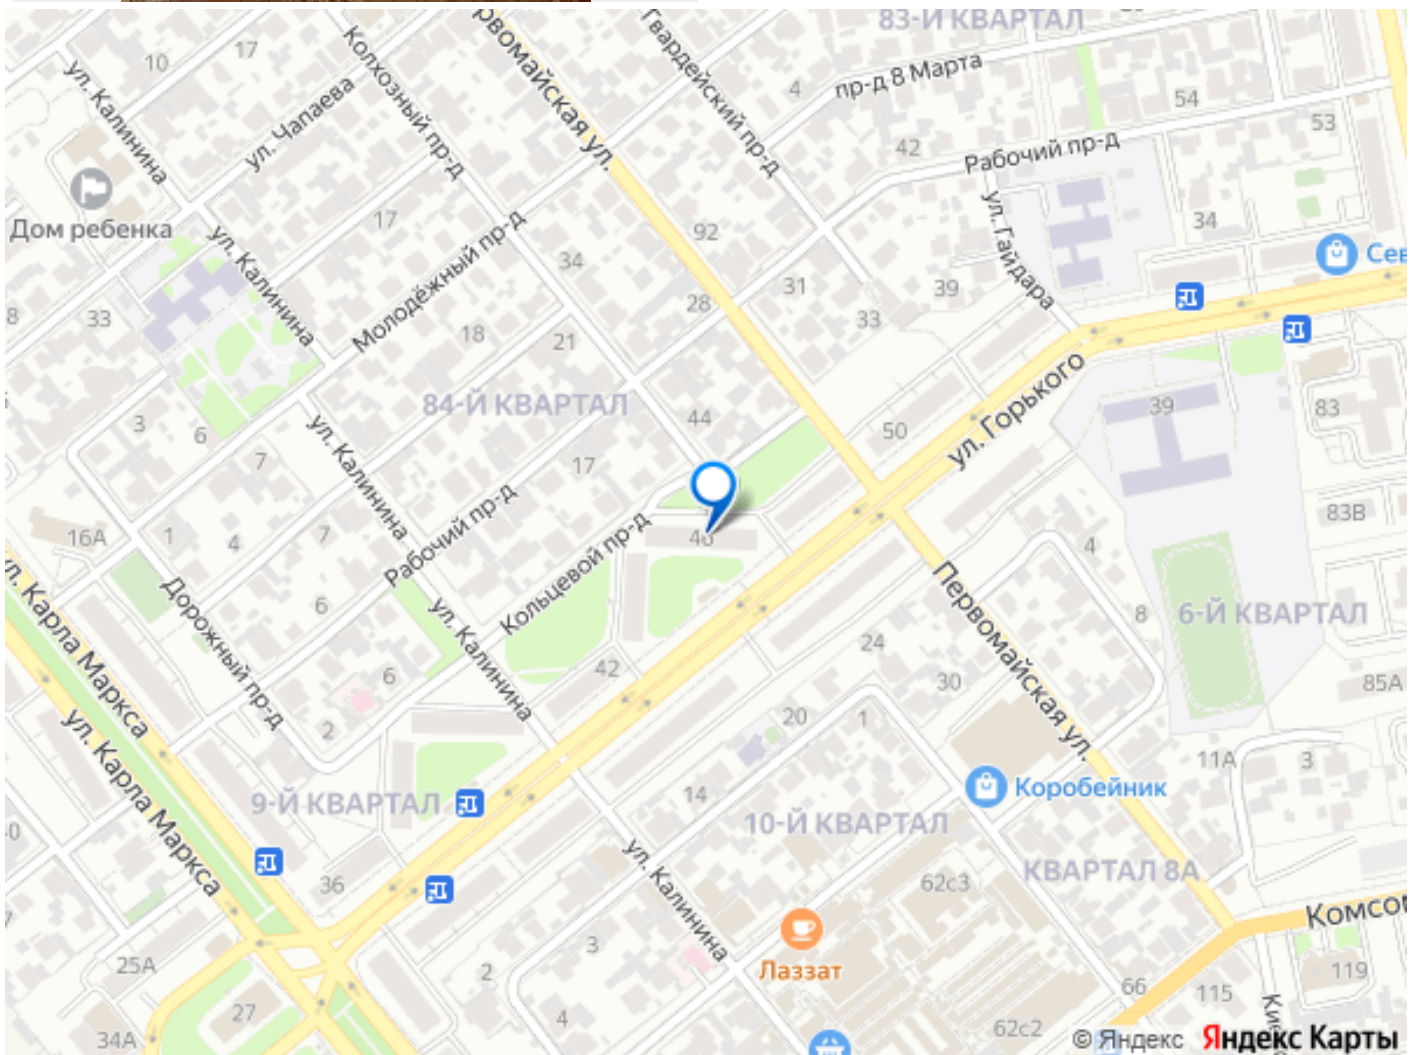 83-Й КВАРТАЛ
10
17
ул. Калинина
Колхозный пр-д
рвомайская ул.
Гвардейский пр-д
4
пр-д 8 Марта
54
53
ул. Чапаева
42
Рабочий пр-д
Дом ребенка
17
ул. Калинина
Молодёжный пр-д
92
34
ул. Гайдара
34
Сев
8
33
28
31
39
33
18
21
84-Й КВАРТАЛ
44
50
ул. Горького
39
83
3
6
7
ул. Калинина
17
Рабочий пр-д
83В
16А
1
4
7
46
4
Кольцевой пр-д
ул. Карла Маркса
Дорожный пр-д
6
ул. Калинина
Первомайская ул.
8
6-Й КВАРТАЛ
24
42
30
85А
6
2
20
1
ул. Карла Маркса
11А
3
9-Й КВАРТАЛ
14
10-Й КВАРТАЛ
Коробейник
КВАРТАЛ 8А
36
ул. Калинина
62с3
Комсом
3
Лаззат
25А
2
66
115
119
27
34А
4
62с2
Кие
© Яндекс Яндекс Карты